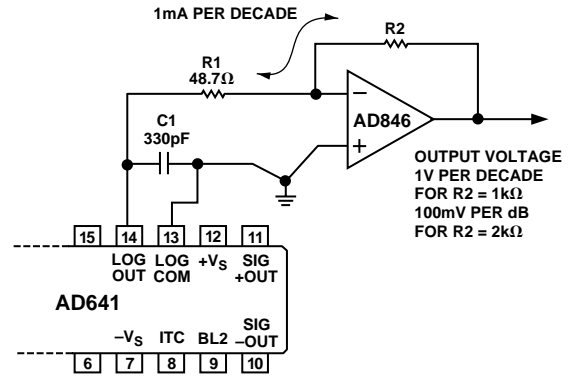 1mA PER DECADE
R1
48.7Ω
R2
C1
330pF
–
+
AD846
OUTPUT VOLTAGE
1V PER DECADE
FOR R2 = 1kΩ
100mV PER dB
FOR R2 = 2kΩ
15 14 13 12 11
LOG OUT LOG COM +VS SIG +OUT
AD641
–VS ITC BL2 SIG –OUT
6 7 8 9 10